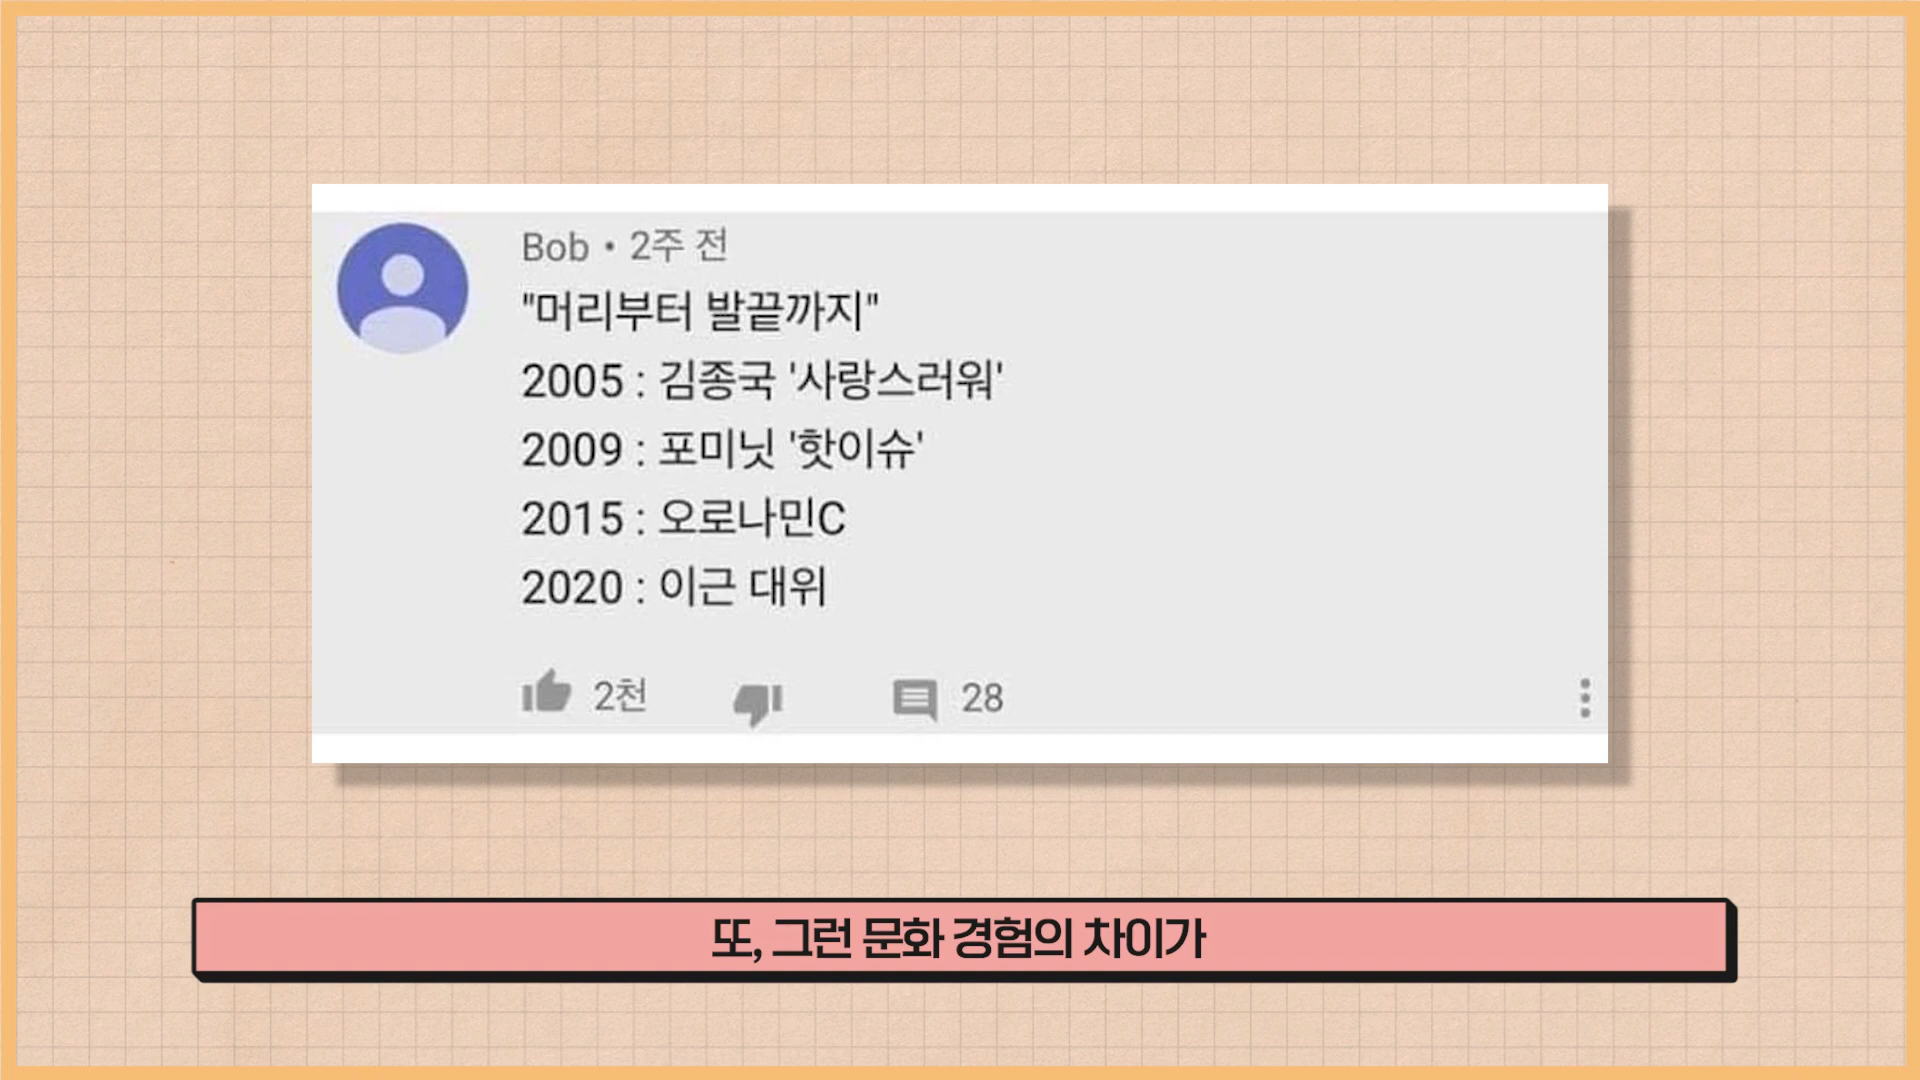 Bob • 2주 전
"머리부터 발끝까지"
2005 : 김종국 '사랑스러워'
2009 : 포미닛 '핫이슈'
2015 : 오로나민C
2020 : 이근 대위
2천 28
또, 그런 문화 경험의 차이가